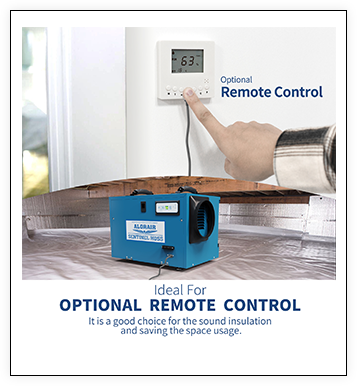 63%
Optional
Remote Control
ALORAIR
SENTINEL HD55
Ideal For
OPTIONAL REMOTE CONTROL
It is a good choice for the sound insulation
and saving the space usage.